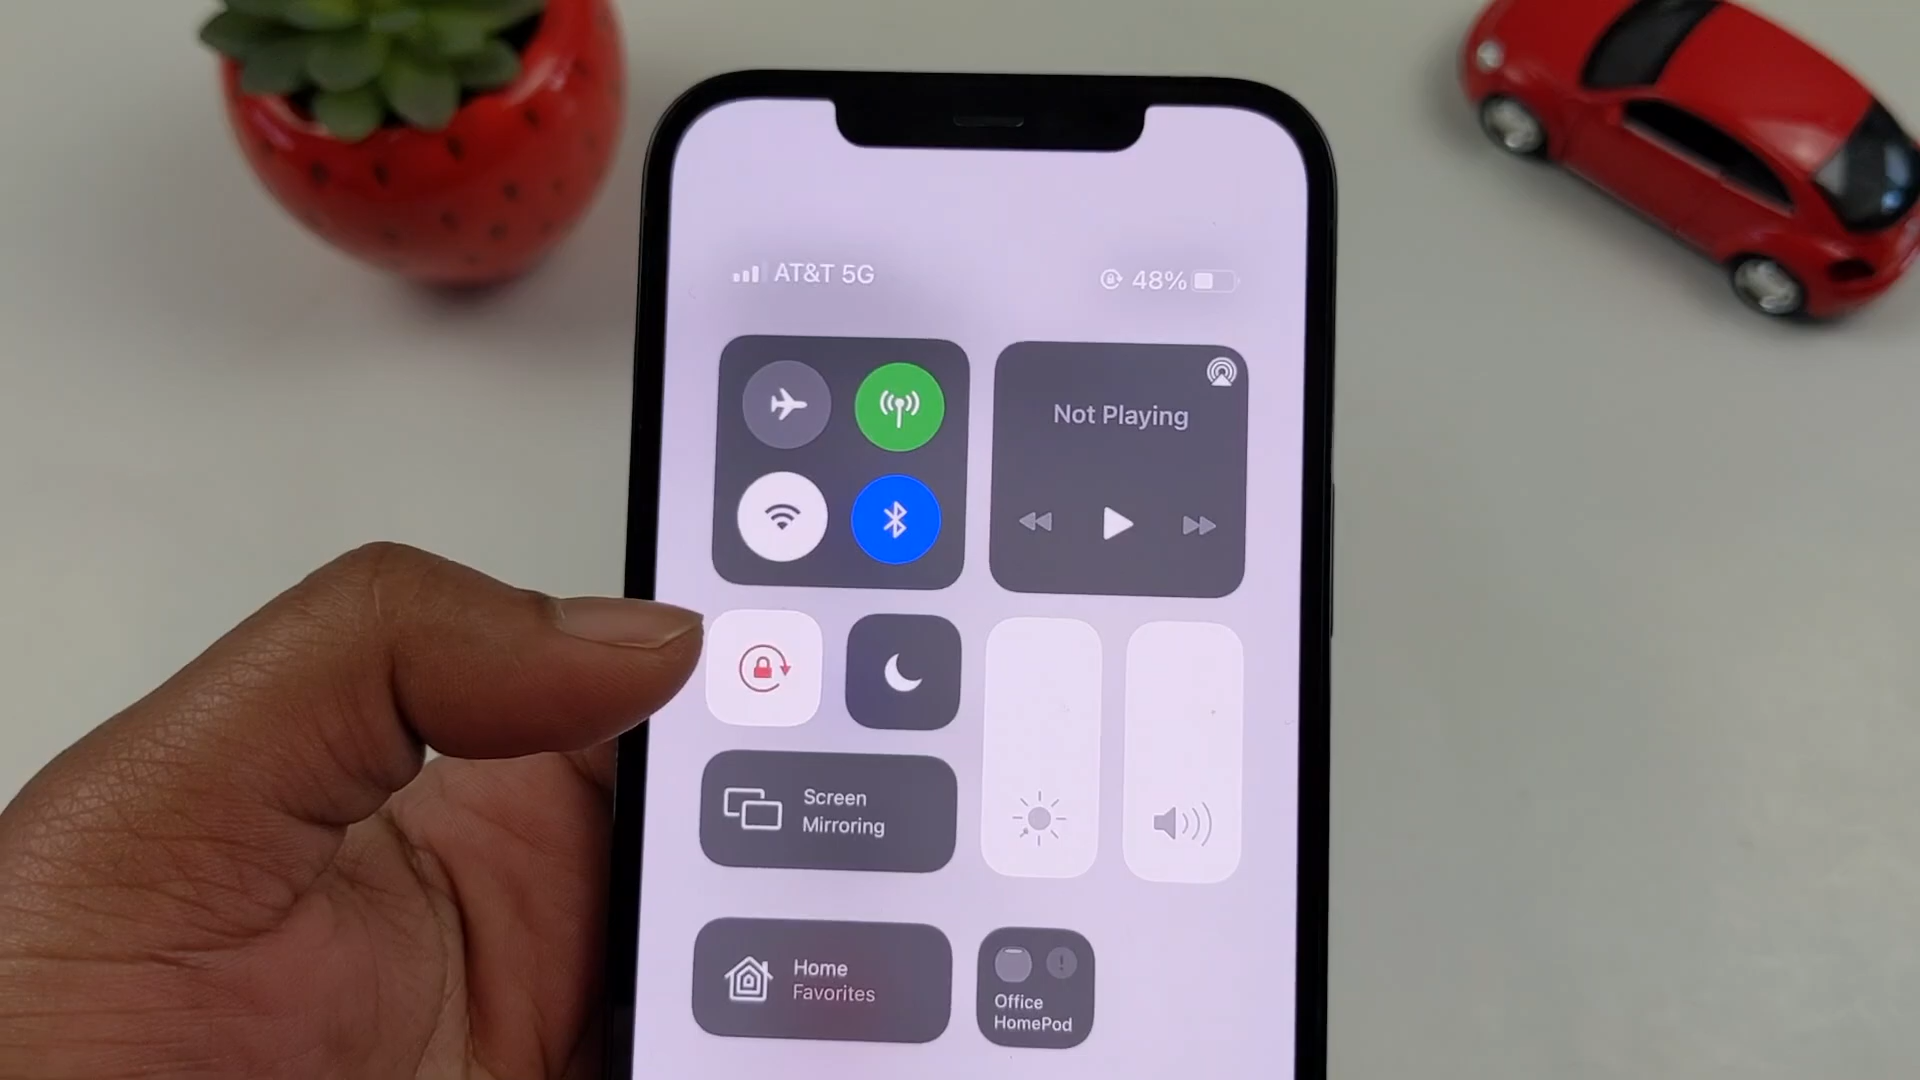 AT&T 5G
48%
Not Playing
Screen
Mirroring
Home
Favorites
Office
HomePod